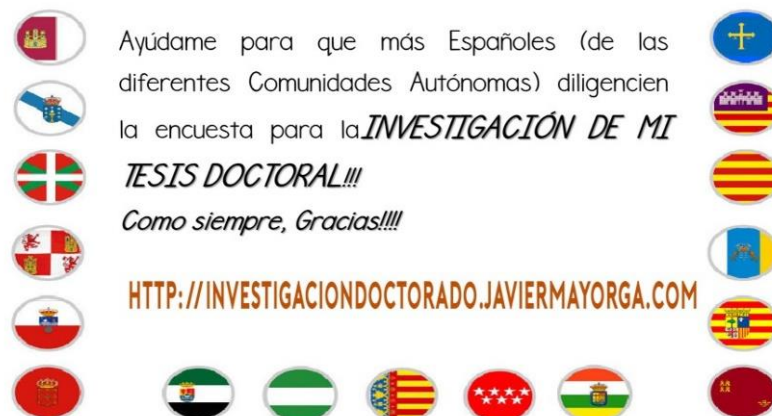 Ayúdame para que más Españoles (de las
diferentes Comunidades Autónomas) diligencien
la encuesta para la INVESTIGACIÓN DE MI
TESIS DOCTORAL!!!
Como siempre, Gracias!!!!
HTTP://INVESTIGACIONDOCTORADO.JAVIERMAYORGA.COM